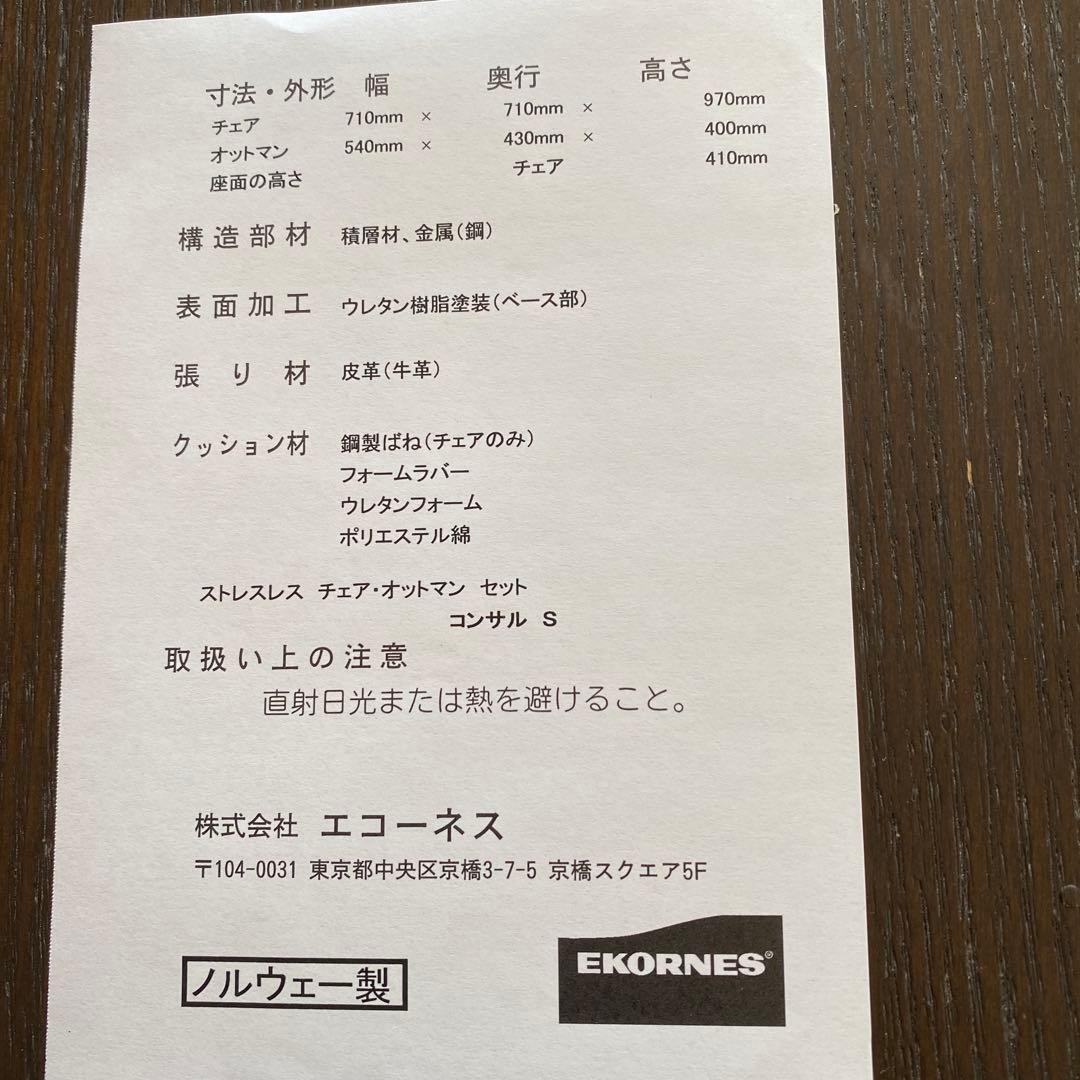 寸法・外形 幅 奥行 高さ
チェア 710mm × 710mm × 970mm
オットマン 540mm × 430mm × 400mm
座面の高さ チェア 410mm
構造部材 積層材、金属(鋼)
表面加工 ウレタン樹脂塗装(ベース部)
張り材 皮革(牛革)
クッション材 鋼製ばね(チェアのみ)
フォームラバー
ウレタンフォーム
ポリエステル綿
ストレスレス チェア・オットマン セット
コンサル S
取扱い上の注意
直射日光または熱を避けること。
株式会社 エコーネス
〒104-0031 東京都中央区京橋3-7-5 京橋スクエア5F
ノルウェー製
EKORNES®